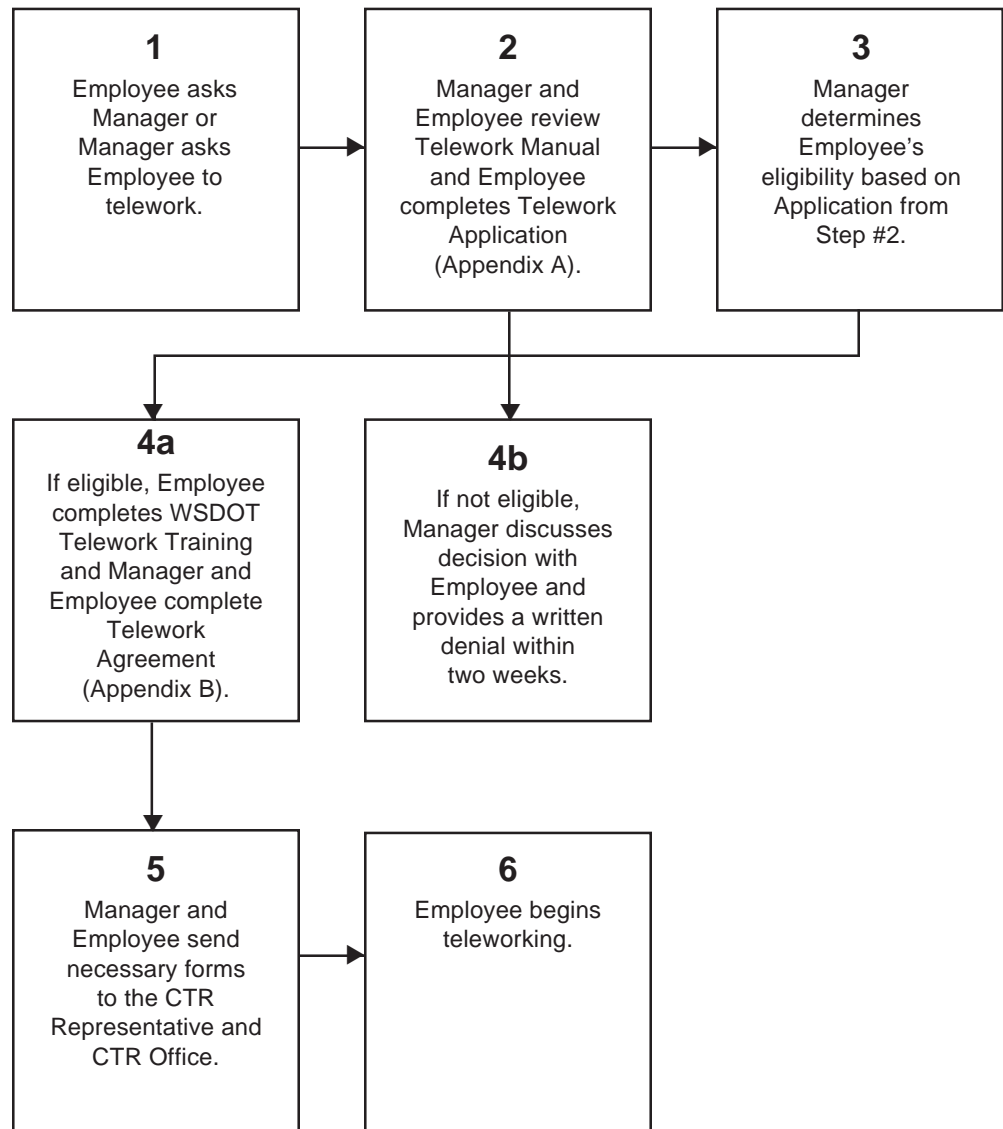 1
Employee asks
Manager or
Manager asks
Employee to
telework.
2
Manager and
Employee review
Telework Manual
and Employee
completes Telework
Application
(Appendix A).
3
Manager
determines
Employee's
eligibility based on
Application from
Step #2.
4a
If eligible, Employee
completes WSDOT
Telework Training
and Manager and
Employee complete
Telework
Agreement
(Appendix B).
4b
If not eligible,
Manager discusses
decision with
Employee and
provides a written
denial within
two weeks.
5
Manager and
Employee send
necessary forms
to the CTR
Representative and
CTR Office.
6
Employee begins
teleworking.